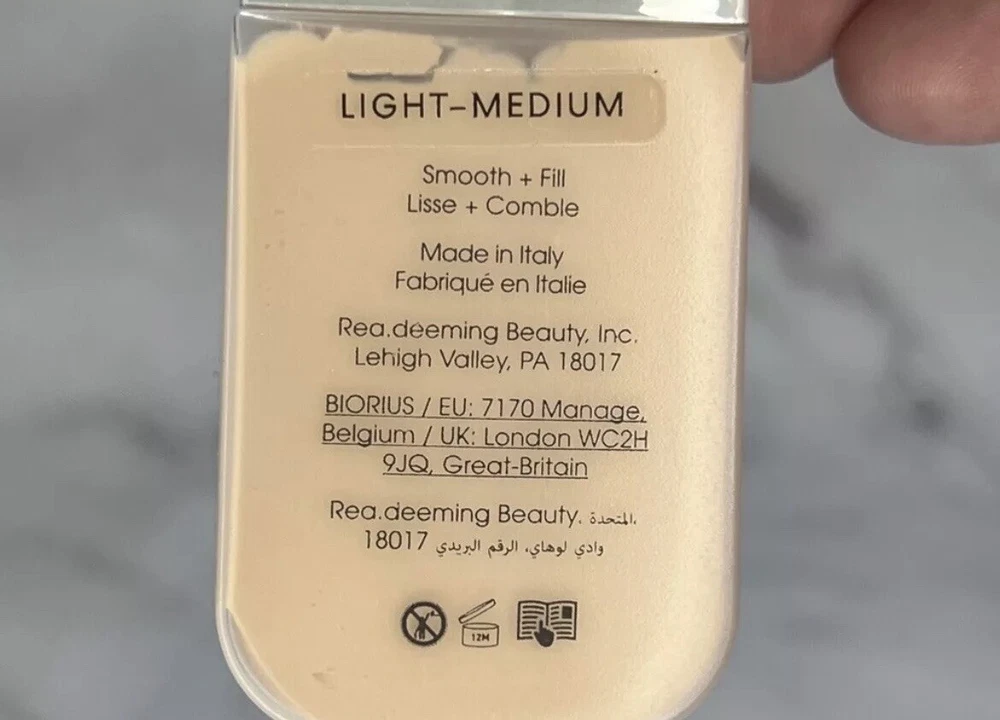 LIGHT-MEDIUM
Smooth + Fill
Lisse + Comble
Made in Italy
Fabriqué en Italie
Rea.deeming Beauty, Inc.
Lehigh Valley, PA 18017
BIORIUS / EU: 7170 Manage,
Belgium / UK: London WC2H
9JQ, Great-Britain
Rea.deeming Beauty. المتحدة،
وادي لوهاي، الرقم البريدي 18017
12M